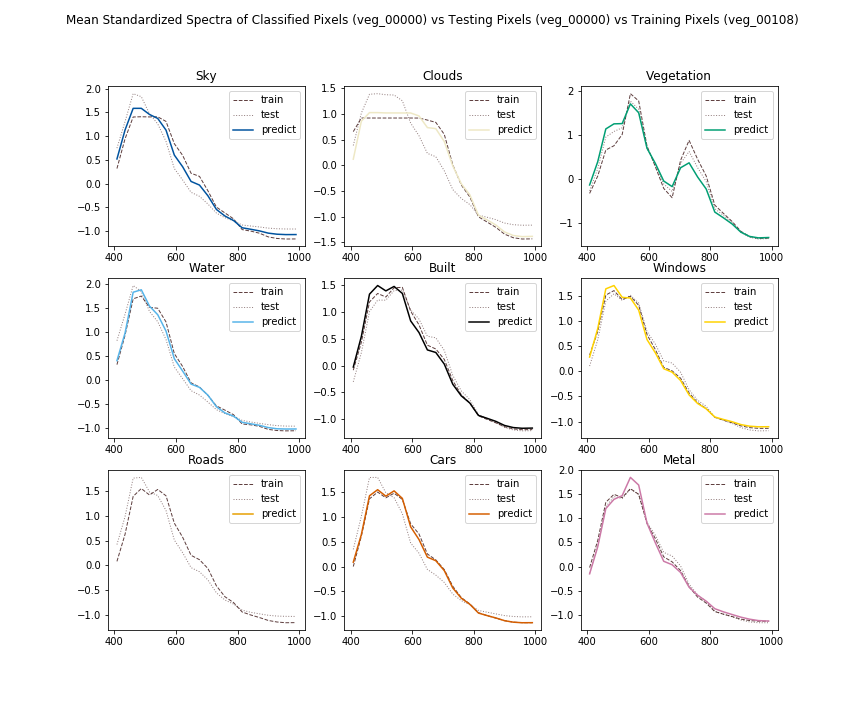 Mean Standardized Spectra of Classified Pixels (veg_00000) vs Testing Pixels (veg_00000) vs Training Pixels (veg_00108)
Sky
2.0
1.5
1.0
0.5
0.0
−0.5
−1.0
400 600 800 1000
train
test
predict
Clouds
1.5
1.0
0.5
0.0
−0.5
−1.0
−1.5
400 600 800 1000
train
test
predict
Vegetation
2
1
0
−1
400 600 800 1000
train
test
predict
Water
2.0
1.5
1.0
0.5
0.0
−0.5
−1.0
400 600 800 1000
train
test
predict
Built
1.5
1.0
0.5
0.0
−0.5
−1.0
400 600 800 1000
train
test
predict
Windows
1.5
1.0
0.5
0.0
−0.5
−1.0
400 600 800 1000
train
test
predict
Roads
1.5
1.0
0.5
0.0
−0.5
−1.0
400 600 800 1000
train
test
predict
Cars
1.5
1.0
0.5
0.0
−0.5
−1.0
400 600 800 1000
train
test
predict
Metal
2.0
1.5
1.0
0.5
0.0
−0.5
−1.0
400 600 800 1000
train
test
predict